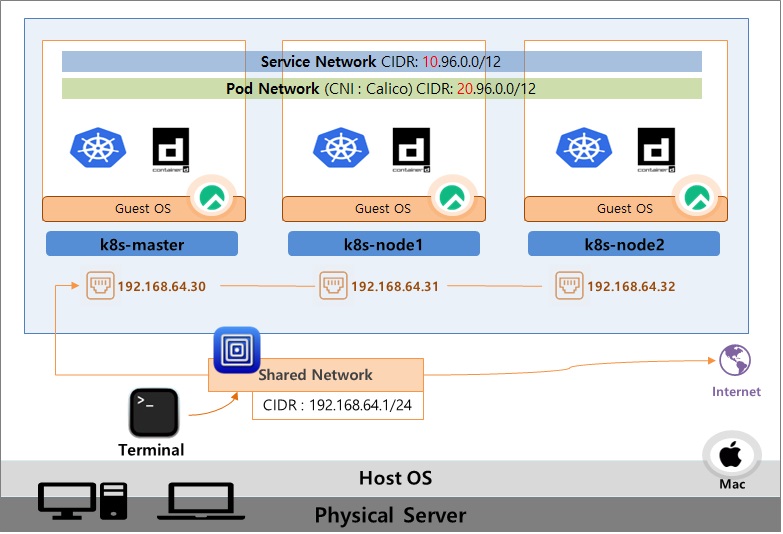 Service Network CIDR: 10.96.0.0/12
Pod Network (CNI : Calico) CIDR: 20.96.0.0/12
containerd
containerd
containerd
Guest OS
Guest OS
Guest OS
k8s-master
k8s-node1
k8s-node2
192.168.64.30
192.168.64.31
192.168.64.32
Shared Network
CIDR : 192.168.64.1/24
Internet
>_
Terminal
Mac
Host OS
Physical Server